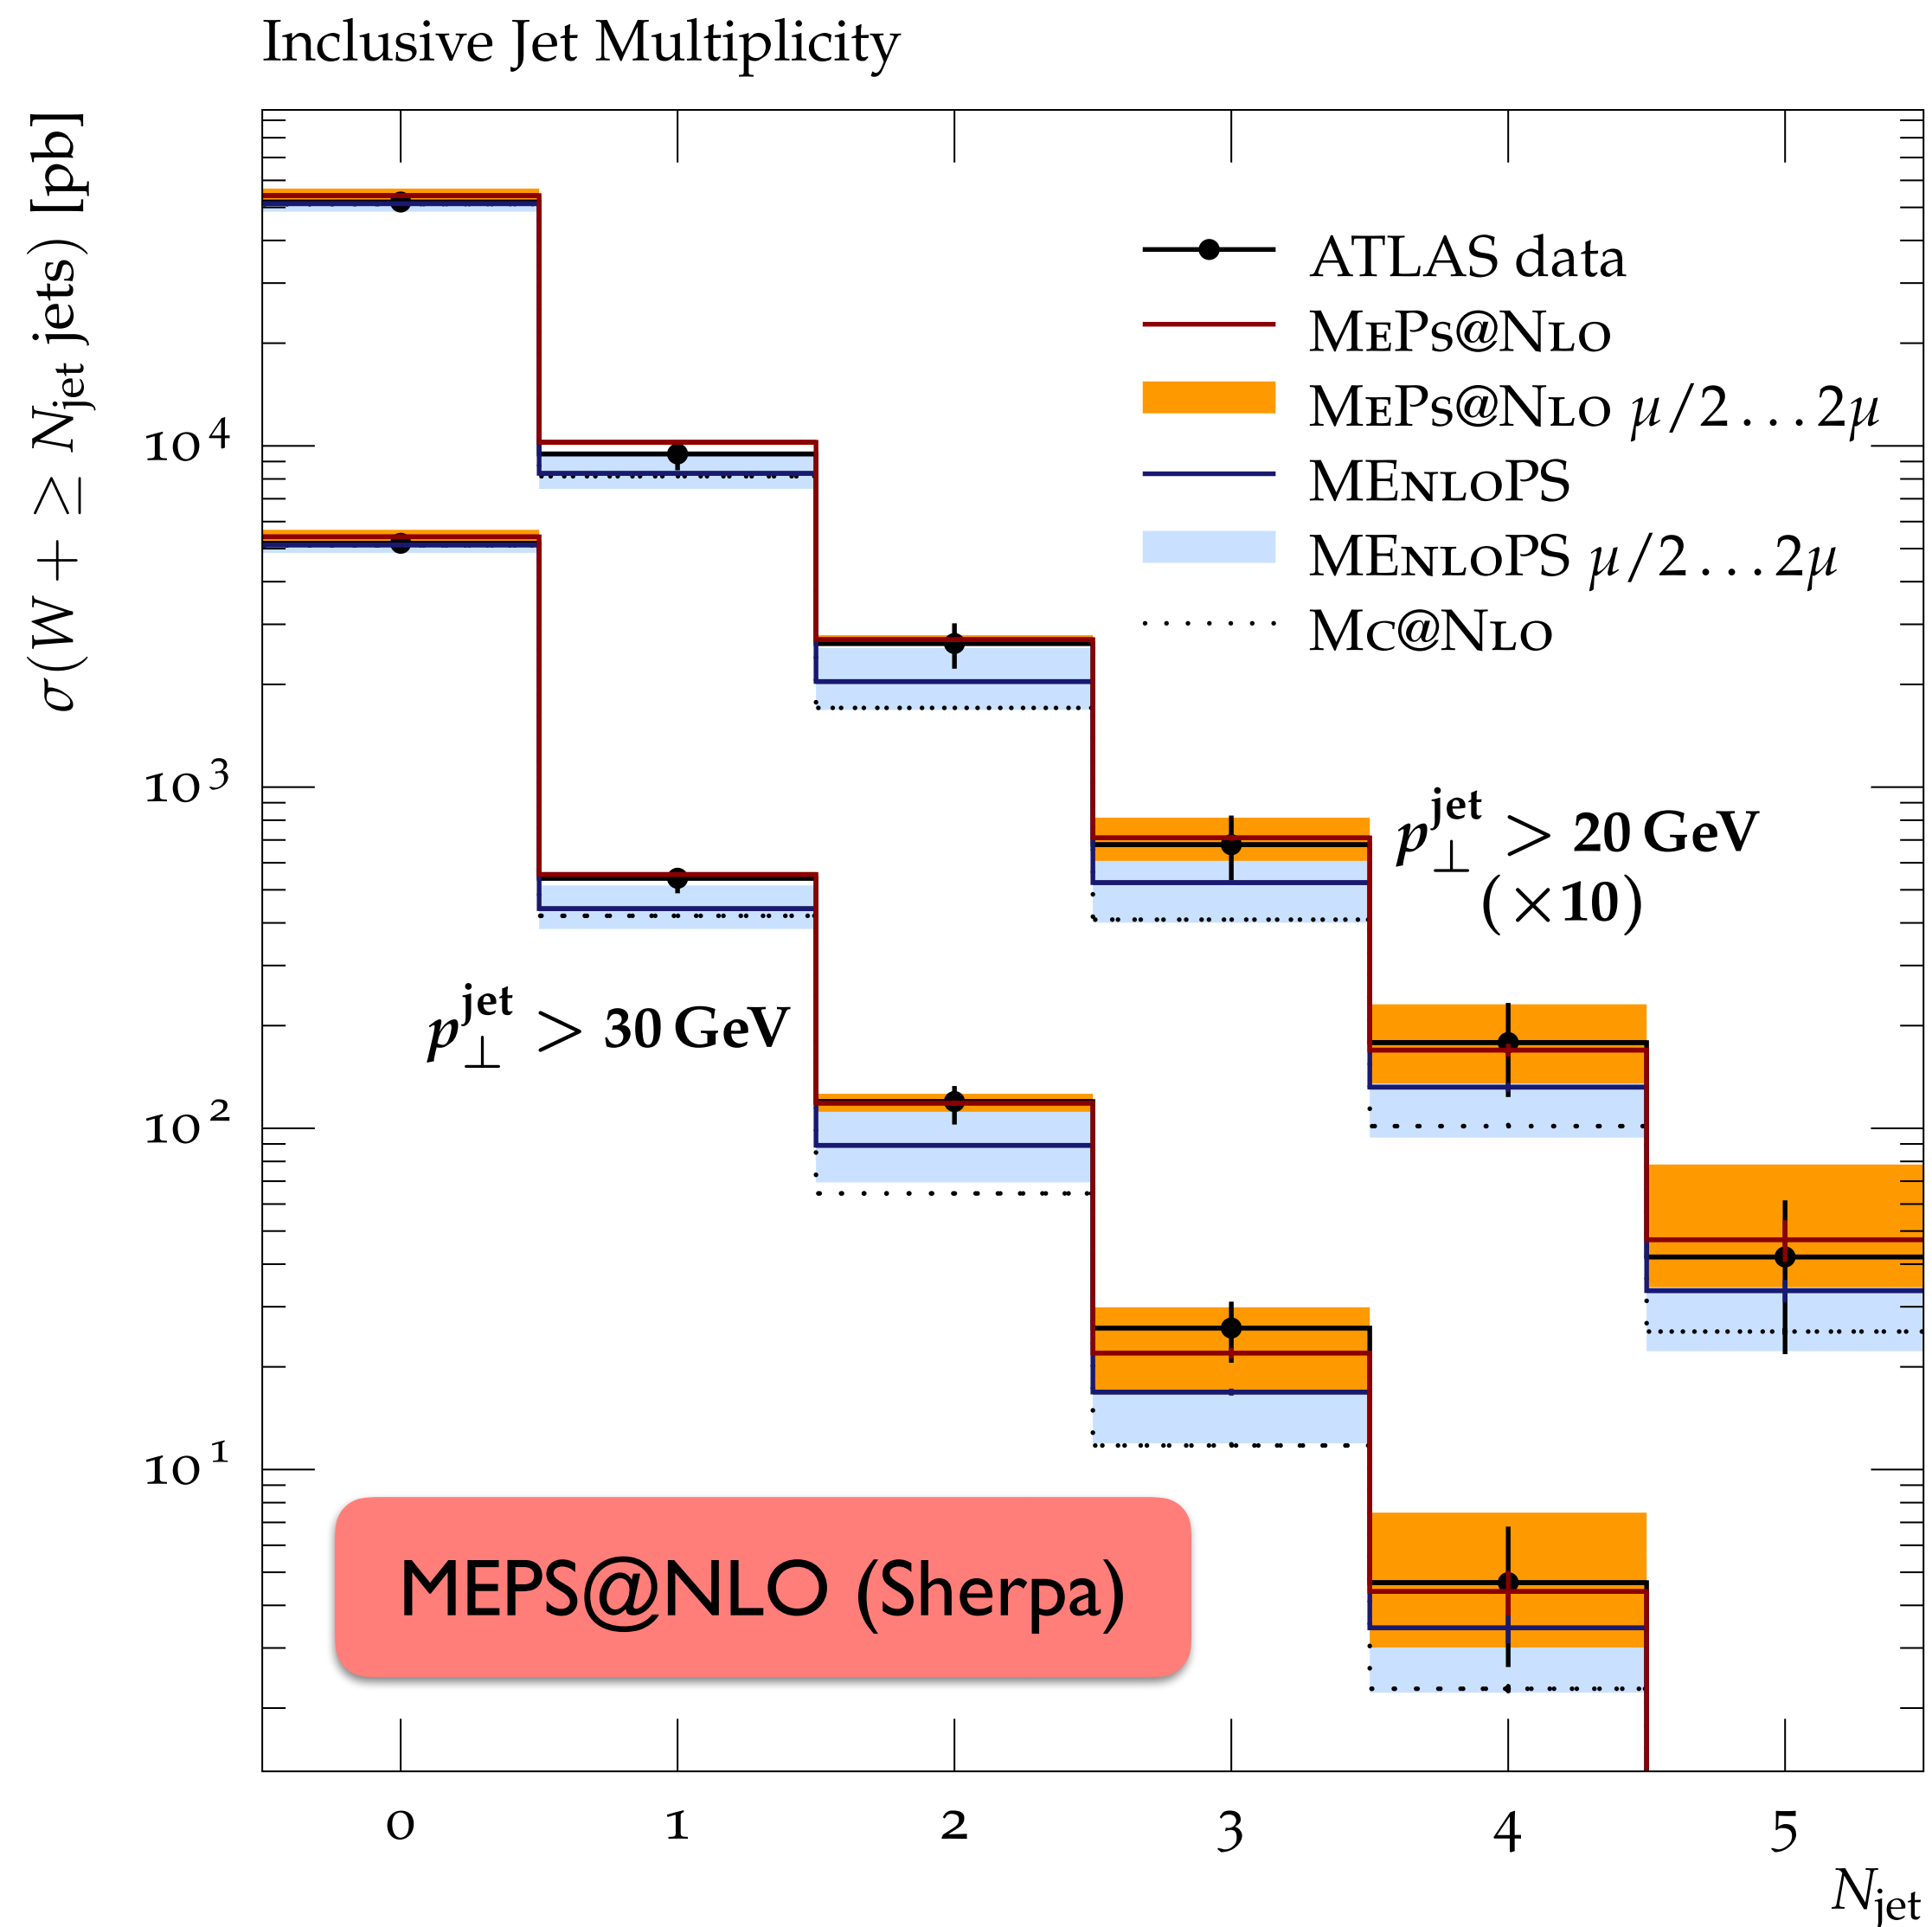 Inclusive Jet Multiplicity
σ(W + ≥ N_jet jets) [pb]
ATLAS data
MEPS@NLO
MEPS@NLO μ/2 . . . 2μ
MENLOPS
MENLOPS μ/2 . . . 2μ
MC@NLO
10^4
10^3
p_⊥^jet > 20 GeV
(×10)
p_⊥^jet > 30 GeV
10^2
10^1
MEPS@NLO (Sherpa)
0 1 2 3 4 5
N_jet